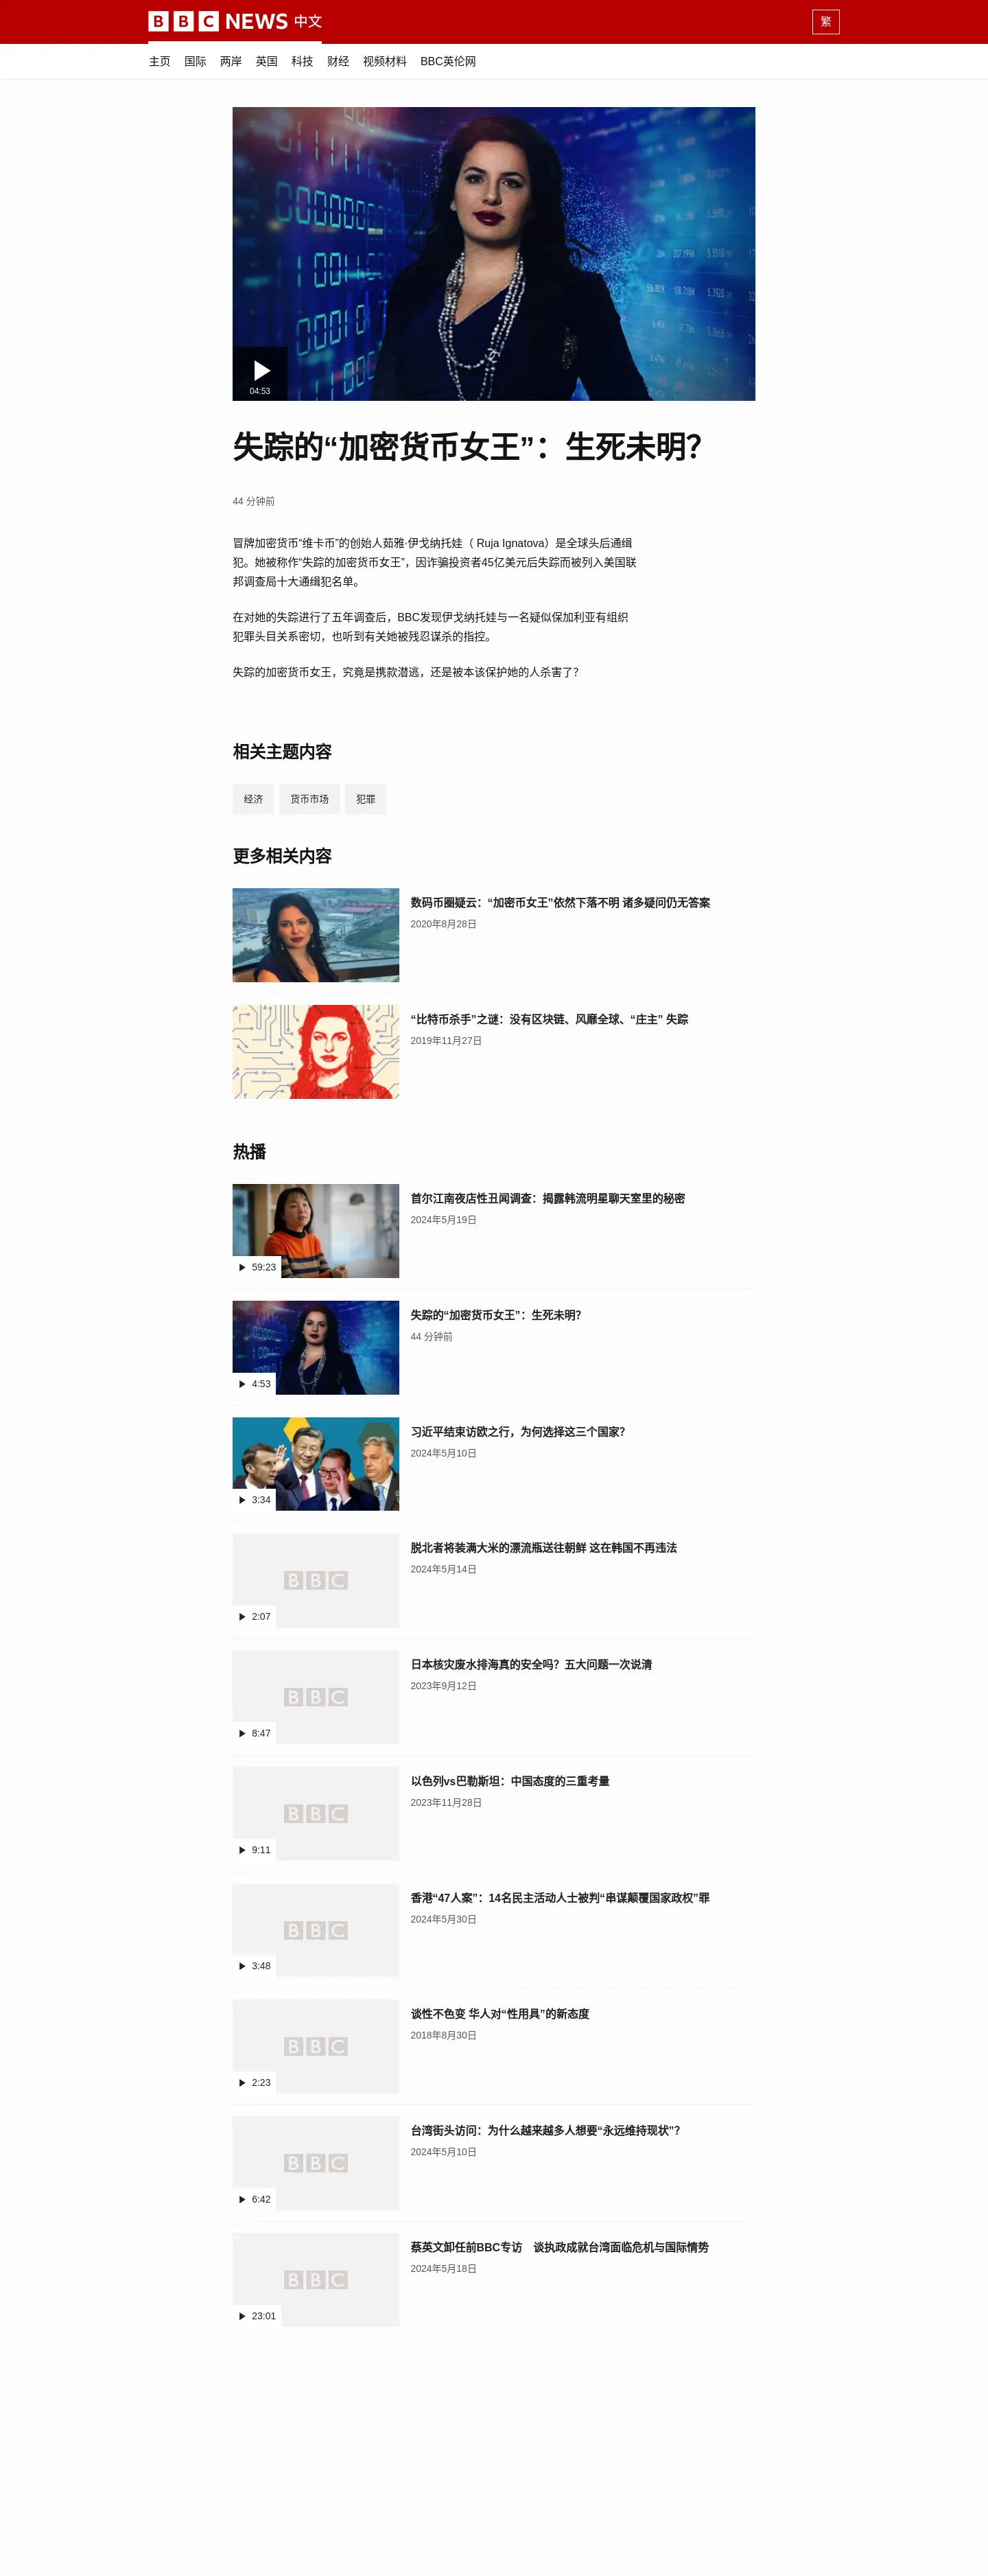 BBC NEWS 中文
繁
主页 国际 两岸 英国 科技 财经 视频材料 BBC英伦网
04:53
失踪的“加密货币女王”：生死未明？
44 分钟前
冒牌加密货币“维卡币”的创始人茹雅·伊戈纳托娃（ Ruja Ignatova）是全球头后通缉
犯。她被称作“失踪的加密货币女王”，因诈骗投资者45亿美元后失踪而被列入美国联
邦调查局十大通缉犯名单。
在对她的失踪进行了五年调查后，BBC发现伊戈纳托娃与一名疑似保加利亚有组织
犯罪头目关系密切，也听到有关她被残忍谋杀的指控。
失踪的加密货币女王，究竟是携款潜逃，还是被本该保护她的人杀害了？
相关主题内容
经济 货币市场 犯罪
更多相关内容
数码币圈疑云：“加密币女王”依然下落不明 诸多疑问仍无答案
2020年8月28日
“比特币杀手”之谜：没有区块链、风靡全球、“庄主” 失踪
2019年11月27日
热播
首尔江南夜店性丑闻调查：揭露韩流明星聊天室里的秘密
2024年5月19日
59:23
失踪的“加密货币女王”：生死未明？
44 分钟前
4:53
习近平结束访欧之行，为何选择这三个国家？
2024年5月10日
3:34
脱北者将装满大米的漂流瓶送往朝鲜 这在韩国不再违法
2024年5月14日
BBC
2:07
日本核灾废水排海真的安全吗？五大问题一次说清
2023年9月12日
BBC
8:47
以色列vs巴勒斯坦：中国态度的三重考量
2023年11月28日
BBC
9:11
香港“47人案”：14名民主活动人士被判“串谋颠覆国家政权”罪
2024年5月30日
BBC
3:48
谈性不色变 华人对“性用具”的新态度
2018年8月30日
BBC
2:23
台湾街头访问：为什么越来越多人想要“永远维持现状”？
2024年5月10日
BBC
6:42
蔡英文卸任前BBC专访　谈执政成就台湾面临危机与国际情势
2024年5月18日
BBC
23:01